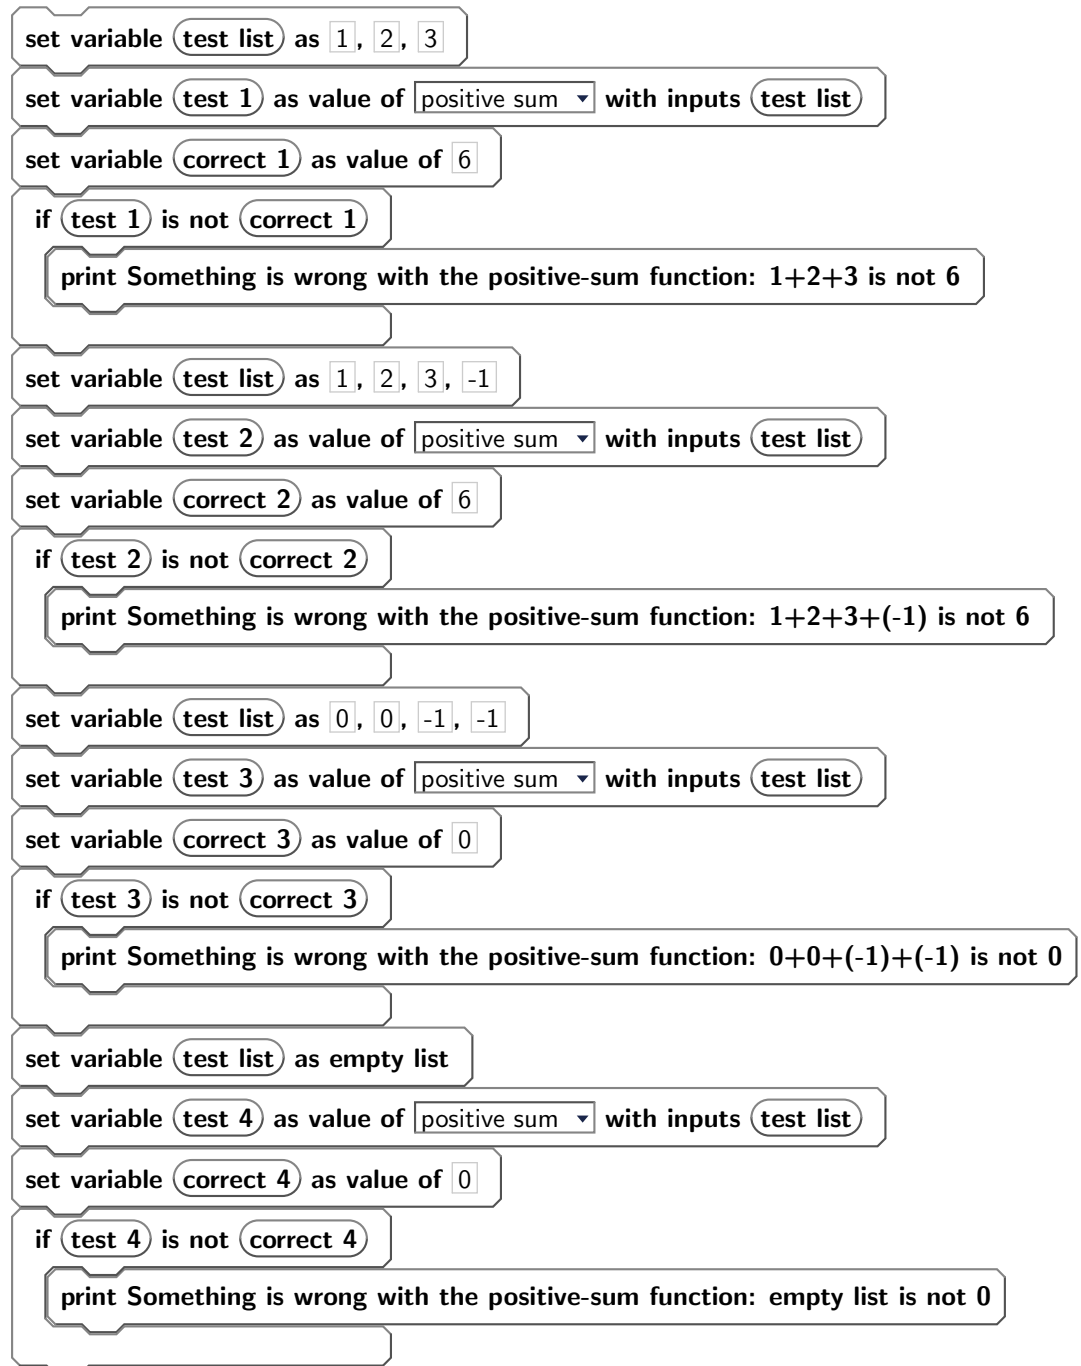 set variable test list as 1, 2, 3
set variable test 1 as value of positive sum with inputs test list
set variable correct 1 as value of 6
if test 1 is not correct 1
print Something is wrong with the positive-sum function: 1+2+3 is not 6
set variable test list as 1, 2, 3, -1
set variable test 2 as value of positive sum with inputs test list
set variable correct 2 as value of 6
if test 2 is not correct 2
print Something is wrong with the positive-sum function: 1+2+3+(-1) is not 6
set variable test list as 0, 0, -1, -1
set variable test 3 as value of positive sum with inputs test list
set variable correct 3 as value of 0
if test 3 is not correct 3
print Something is wrong with the positive-sum function: 0+0+(-1)+(-1) is not 0
set variable test list as empty list
set variable test 4 as value of positive sum with inputs test list
set variable correct 4 as value of 0
if test 4 is not correct 4
print Something is wrong with the positive-sum function: empty list is not 0